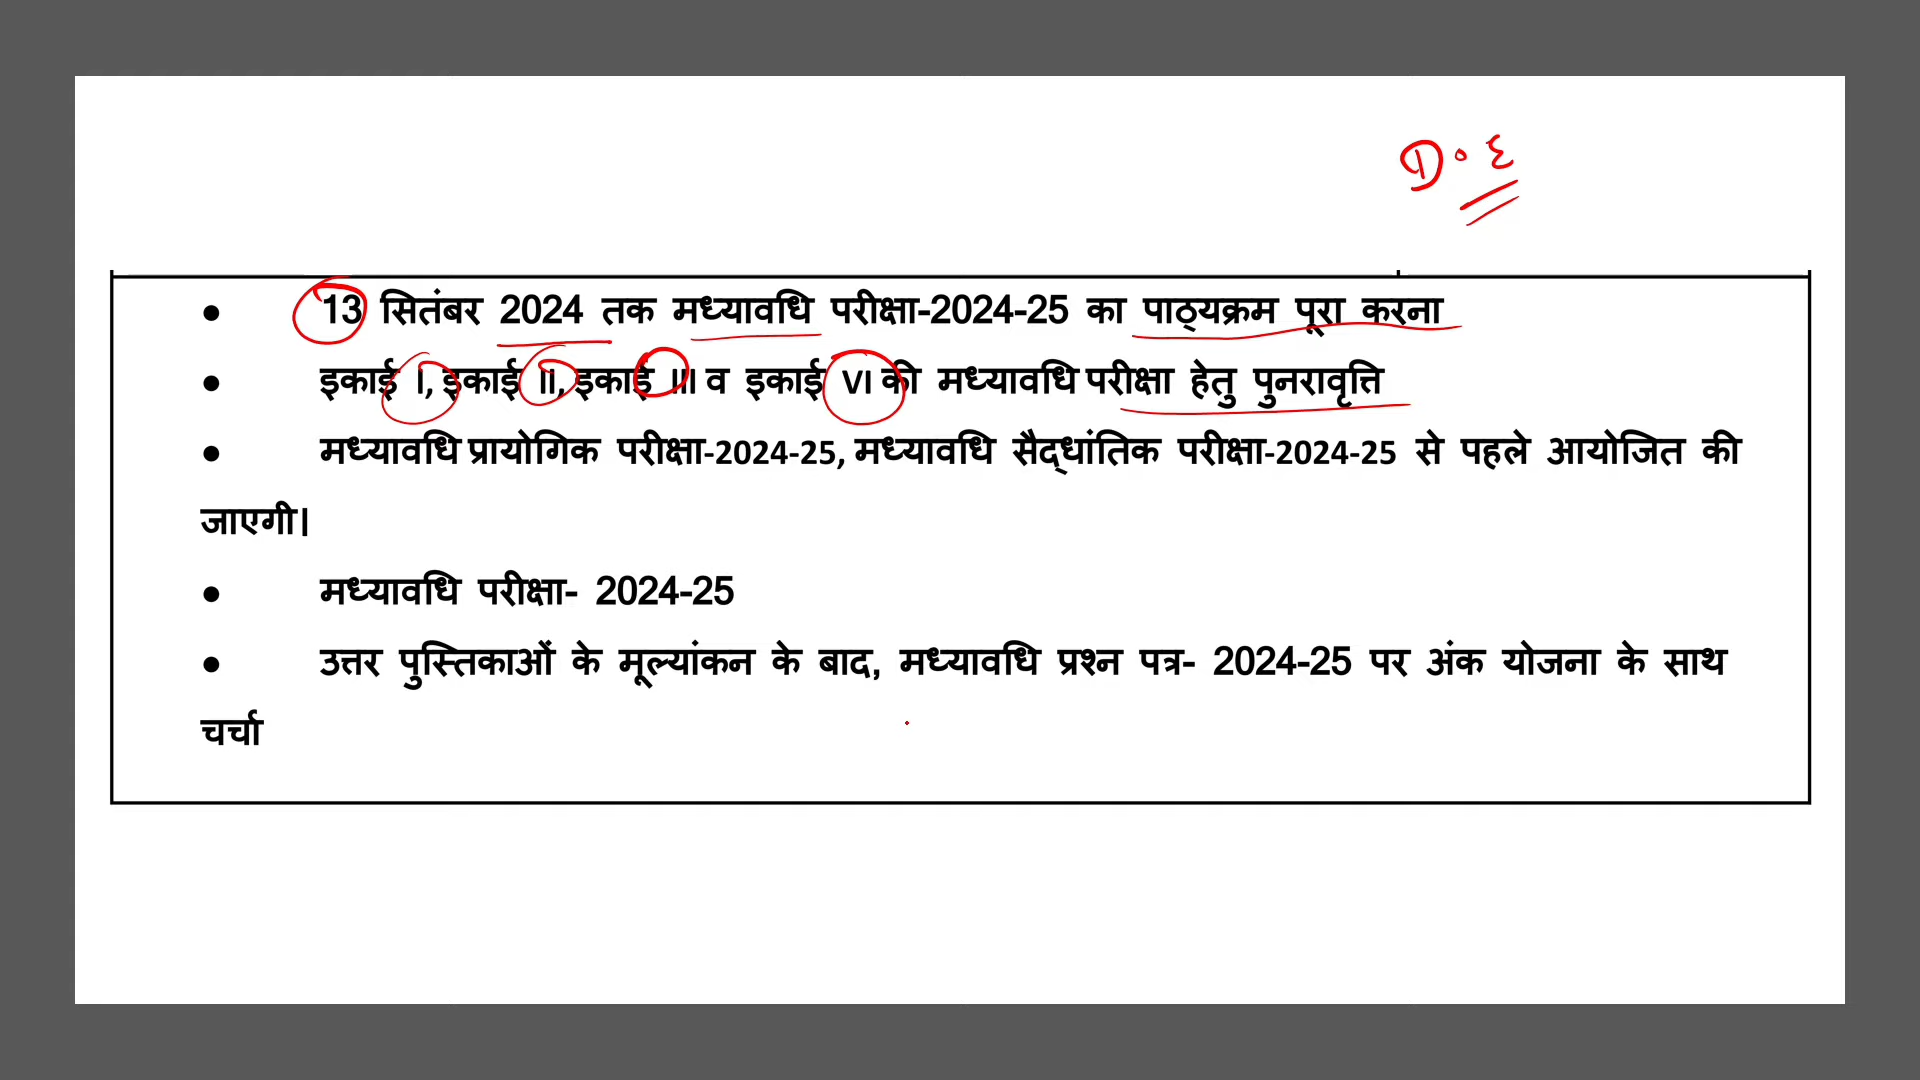 D.E
● 13 सितंबर 2024 तक मध्यावधि परीक्षा-2024-25 का पाठ्यक्रम पूरा करना
● इकाई I, इकाई II, इकाई III व इकाई VI की मध्यावधि परीक्षा हेतु पुनरावृत्ति
● मध्यावधि प्रायोगिक परीक्षा-2024-25, मध्यावधि सैद्धांतिक परीक्षा-2024-25 से पहले आयोजित की
जाएगी।
● मध्यावधि परीक्षा- 2024-25
● उत्तर पुस्तिकाओं के मूल्यांकन के बाद, मध्यावधि प्रश्न पत्र- 2024-25 पर अंक योजना के साथ
चर्चा